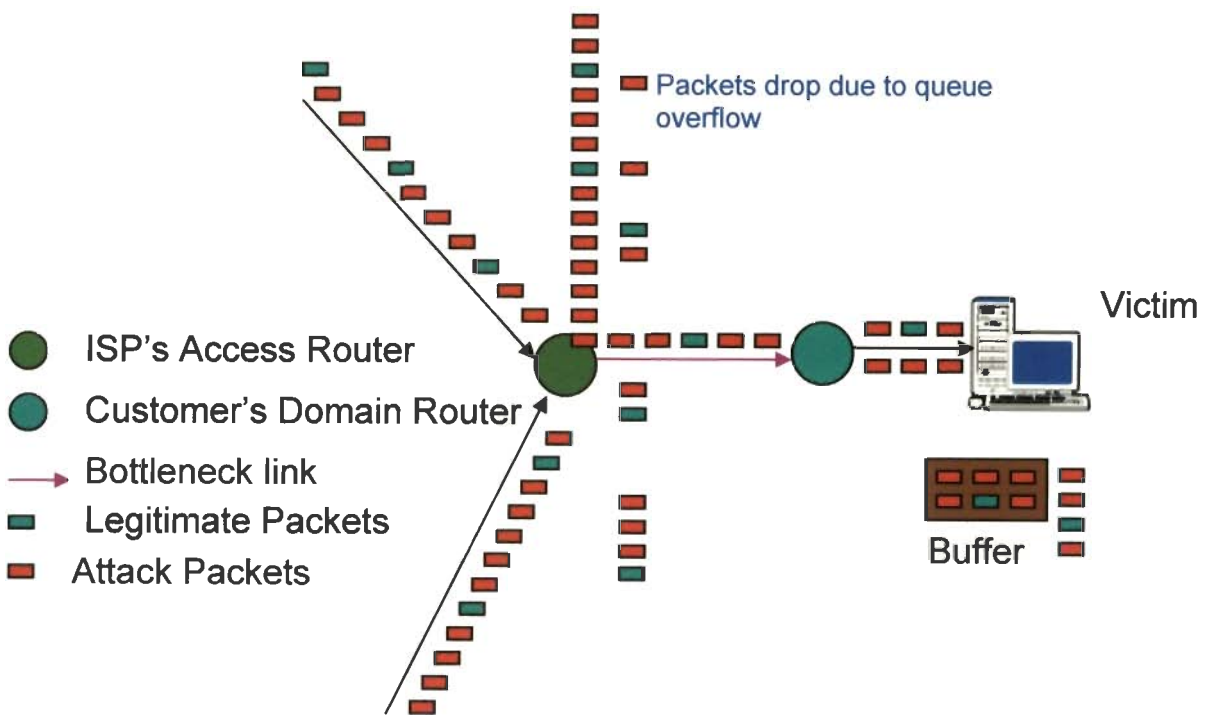 Packets drop due to queue
overflow
Victim
ISP's Access Router
Customer's Domain Router
Bottleneck link
Legitimate Packets
Attack Packets
Buffer